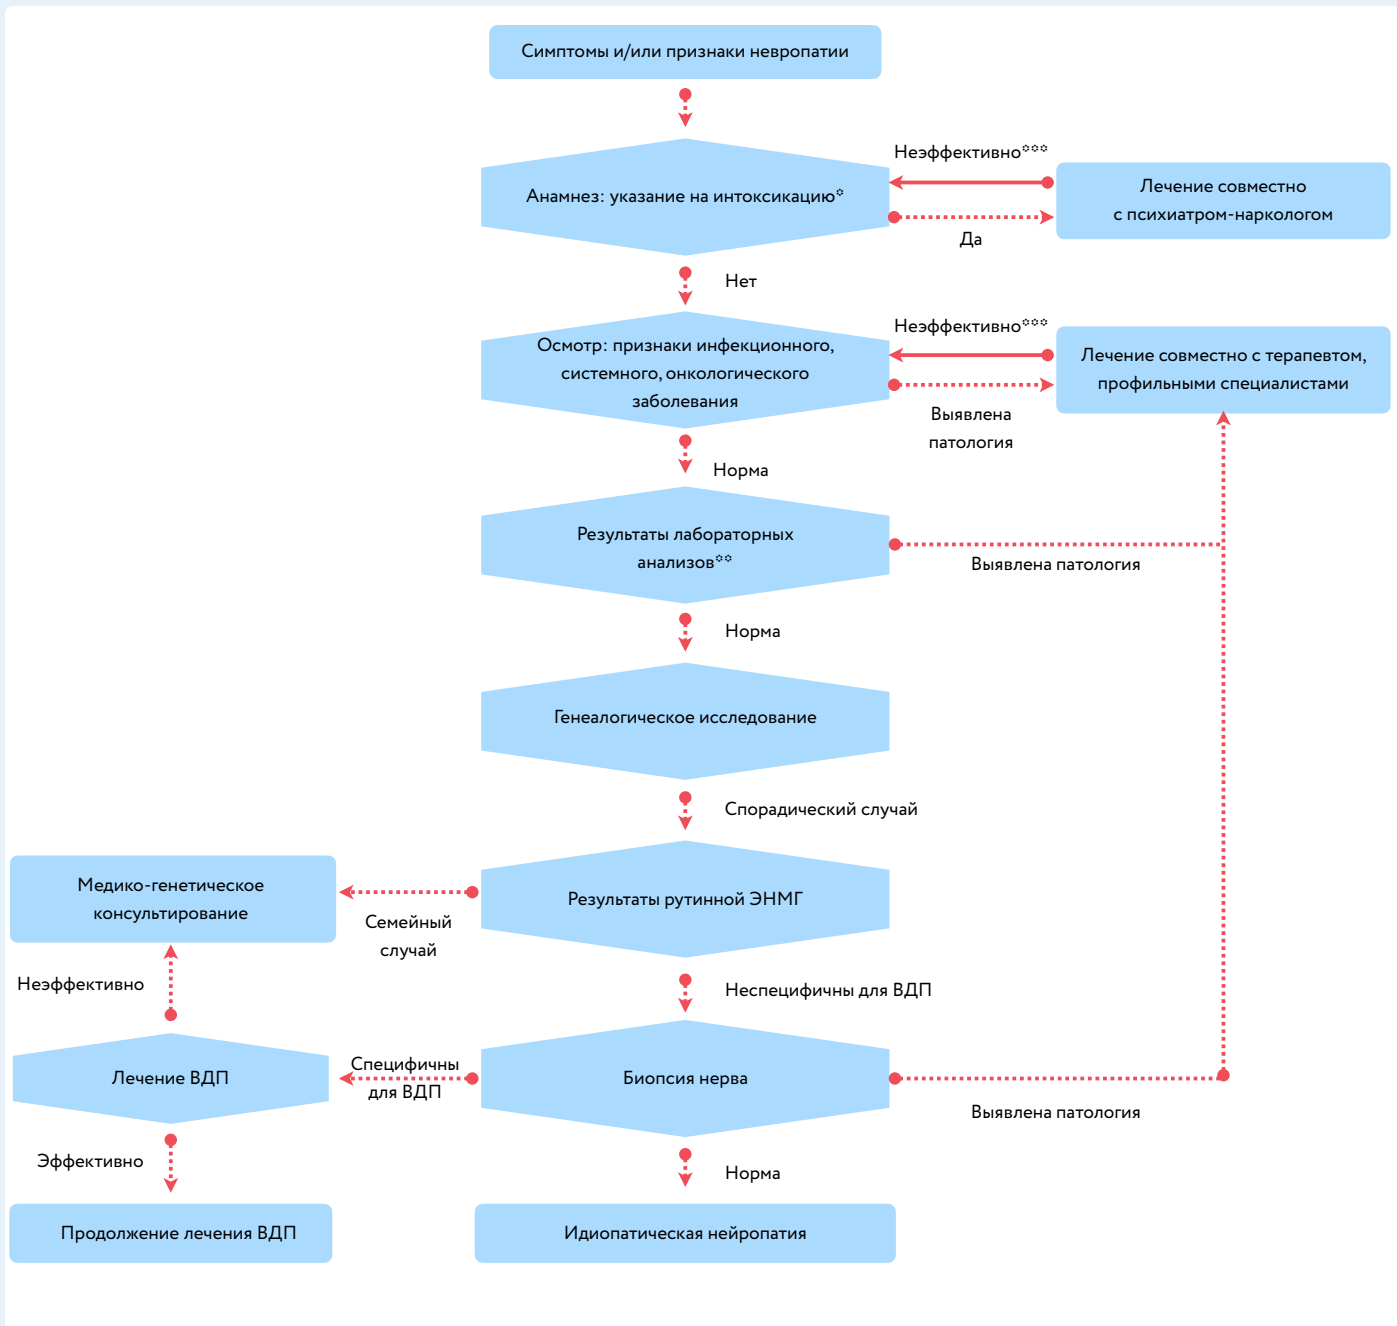 Симптомы и/или признаки невропатии
Неэффективно***
Анамнез: указание на интоксикацию*
Лечение совместно
с психиатром-наркологом
Да
Нет
Неэффективно***
Осмотр: признаки инфекционного,
системного, онкологического
заболевания
Лечение совместно с терапевтом,
профильными специалистами
Выявлена
патология
Норма
Результаты лабораторных
анализов**
Выявлена патология
Норма
Генеалогическое исследование
Спорадический случай
Медико-генетическое
консультирование
Результаты рутинной ЭНМГ
Семейный
случай
Неэффективно
Неспецифичны для ВДП
Лечение ВДП
Специфичны
для ВДП
Биопсия нерва
Выявлена патология
Эффективно
Норма
Продолжение лечения ВДП
Идиопатическая нейропатия